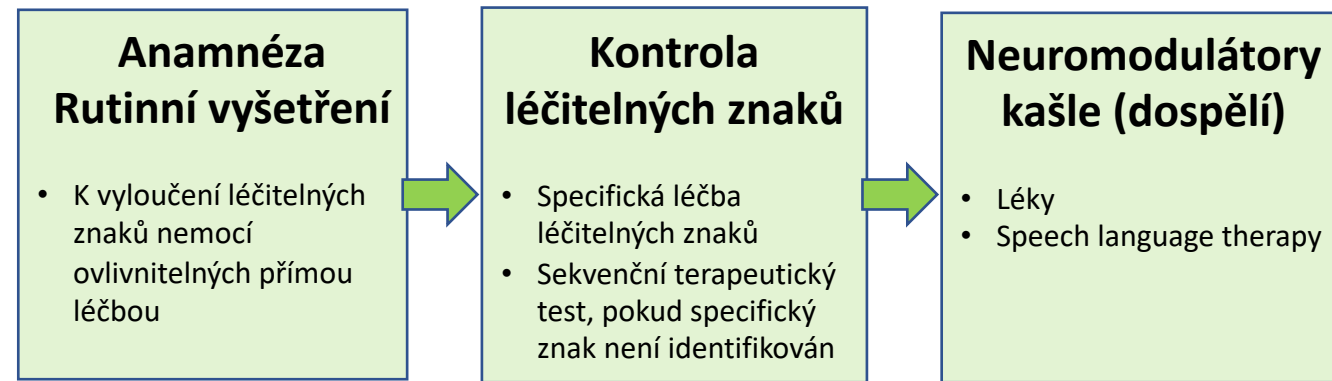 Anamnéza
Rutinní vyšetření
• K vyloučení léčitelných
znaků nemocí
ovlivnitelných přímou
léčbou
Kontrola
léčitelných znaků
• Specifická léčba
léčitelných znaků
• Sekvenční terapeutický
test, pokud specifický
znak není identifikován
Neuromodulátory
kašle (dospělí)
• Léky
• Speech language therapy